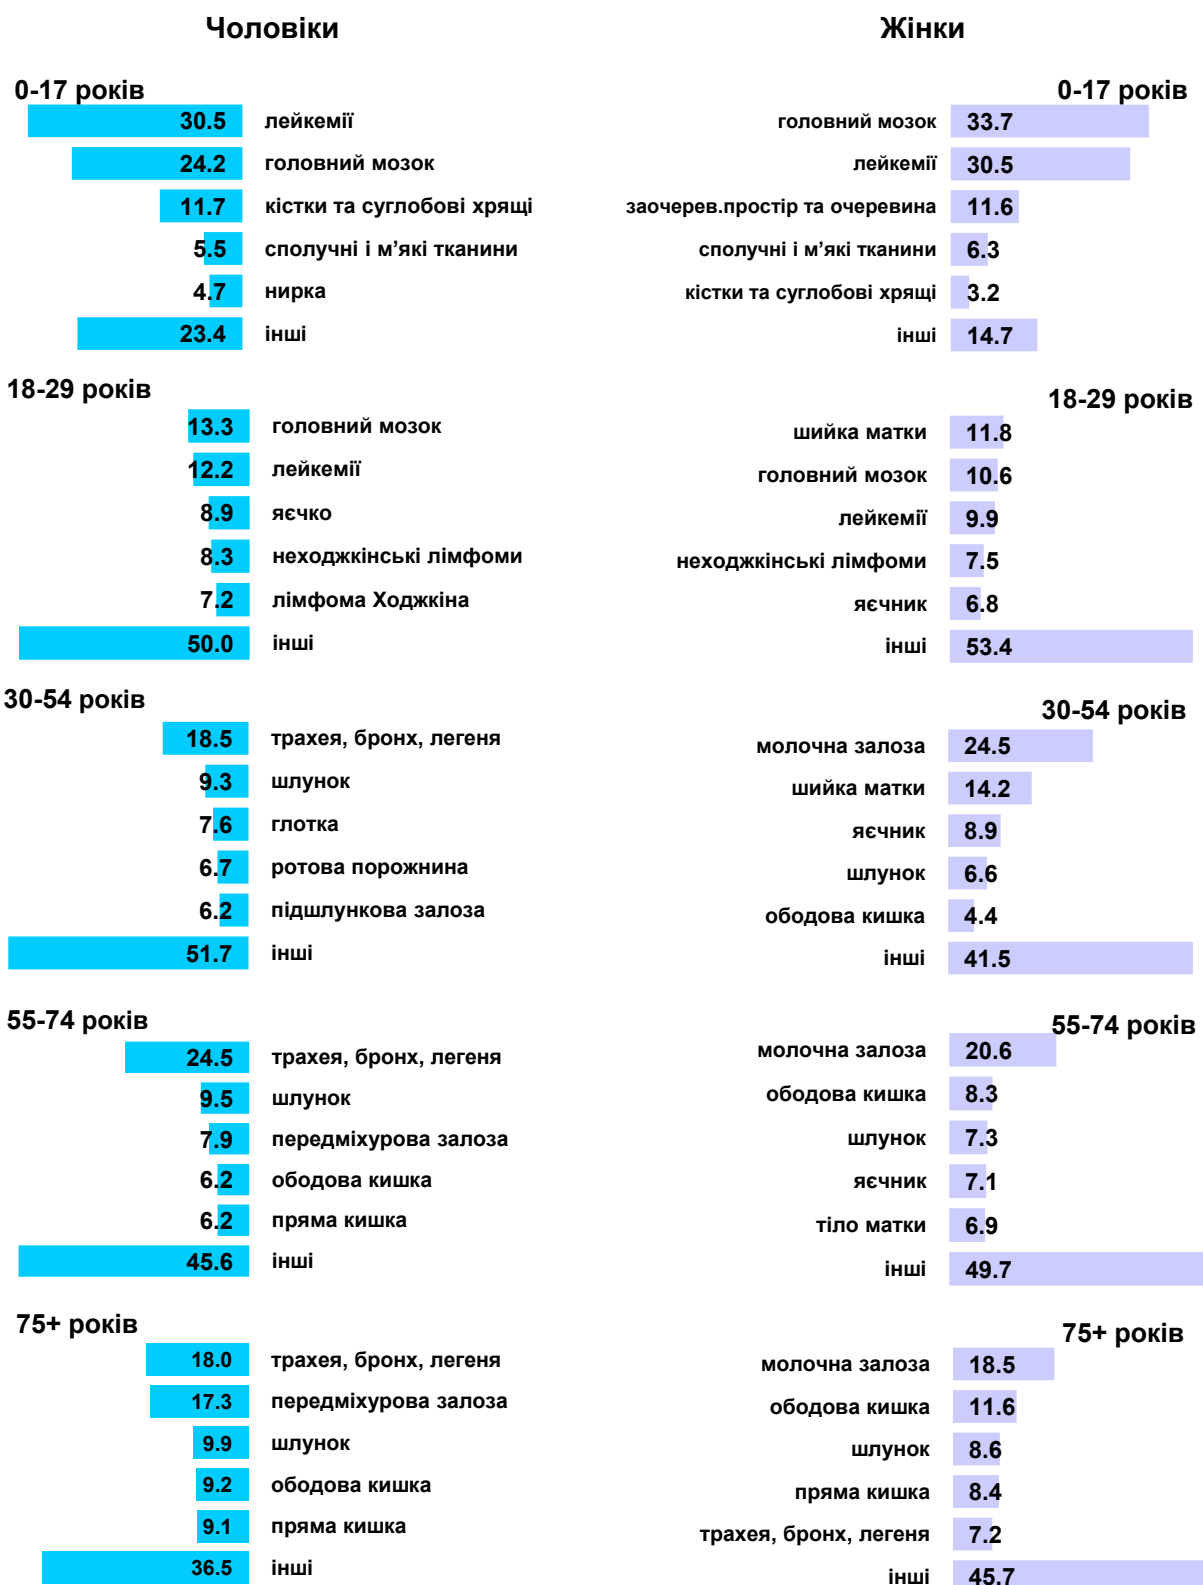 Чоловіки
0-17 років
30.5 лейкемії
24.2 головний мозок
11.7 кістки та суглобові хрящі
5.5 сполучні і м’які тканини
4.7 нирка
23.4 інші
18-29 років
13.3 головний мозок
12.2 лейкемії
8.9 яєчко
8.3 неходжкінські лімфоми
7.2 лімфома Ходжкіна
50.0 інші
30-54 років
18.5 трахея, бронх, легеня
9.3 шлунок
7.6 глотка
6.7 ротова порожнина
6.2 підшлункова залоза
51.7 інші
55-74 років
24.5 трахея, бронх, легеня
9.5 шлунок
7.9 передміхурова залоза
6.2 ободова кишка
6.2 пряма кишка
45.6 інші
75+ років
18.0 трахея, бронх, легеня
17.3 передміхурова залоза
9.9 шлунок
9.2 ободова кишка
9.1 пряма кишка
36.5 інші
Жінки
0-17 років
головний мозок 33.7
лейкемії 30.5
заочерев.простір та очеревина 11.6
сполучні і м’які тканини 6.3
кістки та суглобові хрящі 3.2
інші 14.7
18-29 років
шийка матки 11.8
головний мозок 10.6
лейкемії 9.9
неходжкінські лімфоми 7.5
яєчник 6.8
інші 53.4
30-54 років
молочна залоза 24.5
шийка матки 14.2
яєчник 8.9
шлунок 6.6
ободова кишка 4.4
інші 41.5
55-74 років
молочна залоза 20.6
ободова кишка 8.3
шлунок 7.3
яєчник 7.1
тіло матки 6.9
інші 49.7
75+ років
молочна залоза 18.5
ободова кишка 11.6
шлунок 8.6
пряма кишка 8.4
трахея, бронх, легеня 7.2
інші 45.7